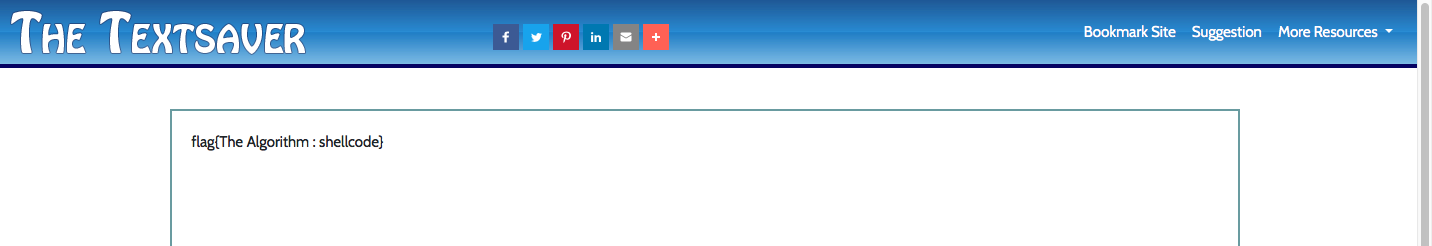 The Textsaver
Bookmark Site Suggestion More Resources
flag{The Algorithm : shellcode}